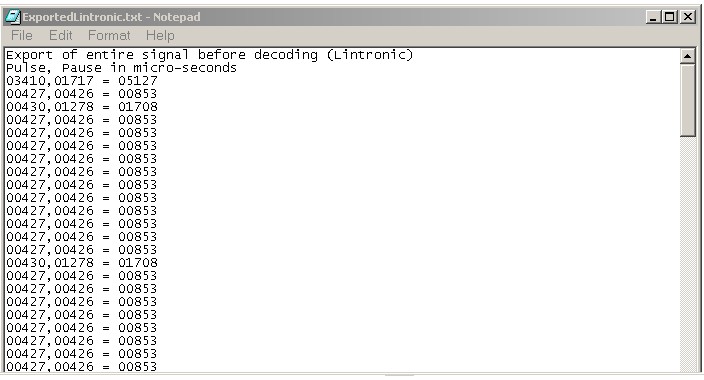 ExportedLintronic.txt - Notepad
File Edit Format Help
Export of entire signal before decoding (Lintronic)
Pulse, Pause in micro-seconds
03410,01717 = 05127
00427,00426 = 00853
00430,01278 = 01708
00427,00426 = 00853
00427,00426 = 00853
00427,00426 = 00853
00427,00426 = 00853
00427,00426 = 00853
00427,00426 = 00853
00427,00426 = 00853
00427,00426 = 00853
00427,00426 = 00853
00427,00426 = 00853
00427,00426 = 00853
00430,01278 = 01708
00427,00426 = 00853
00427,00426 = 00853
00427,00426 = 00853
00427,00426 = 00853
00427,00426 = 00853
00427,00426 = 00853
00427,00426 = 00853
00427,00426 = 00853